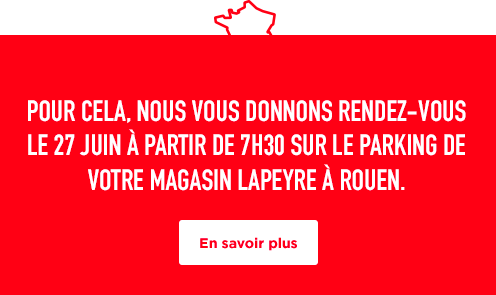 POUR CELA, NOUS VOUS DONNONS RENDEZ-VOUS
LE 27 JUIN À PARTIR DE 7H30 SUR LE PARKING DE
VOTRE MAGASIN LAPEYRE À ROUEN.
En savoir plus